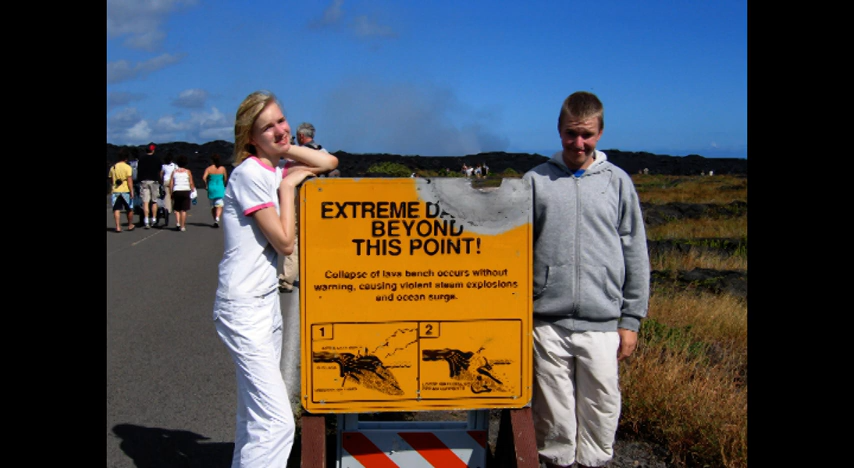 EXTREME DA
BEYOND
THIS POINT!
Collapse of lava bench occurs without
warning, causing violent steam explosions
and ocean surge.
1
2